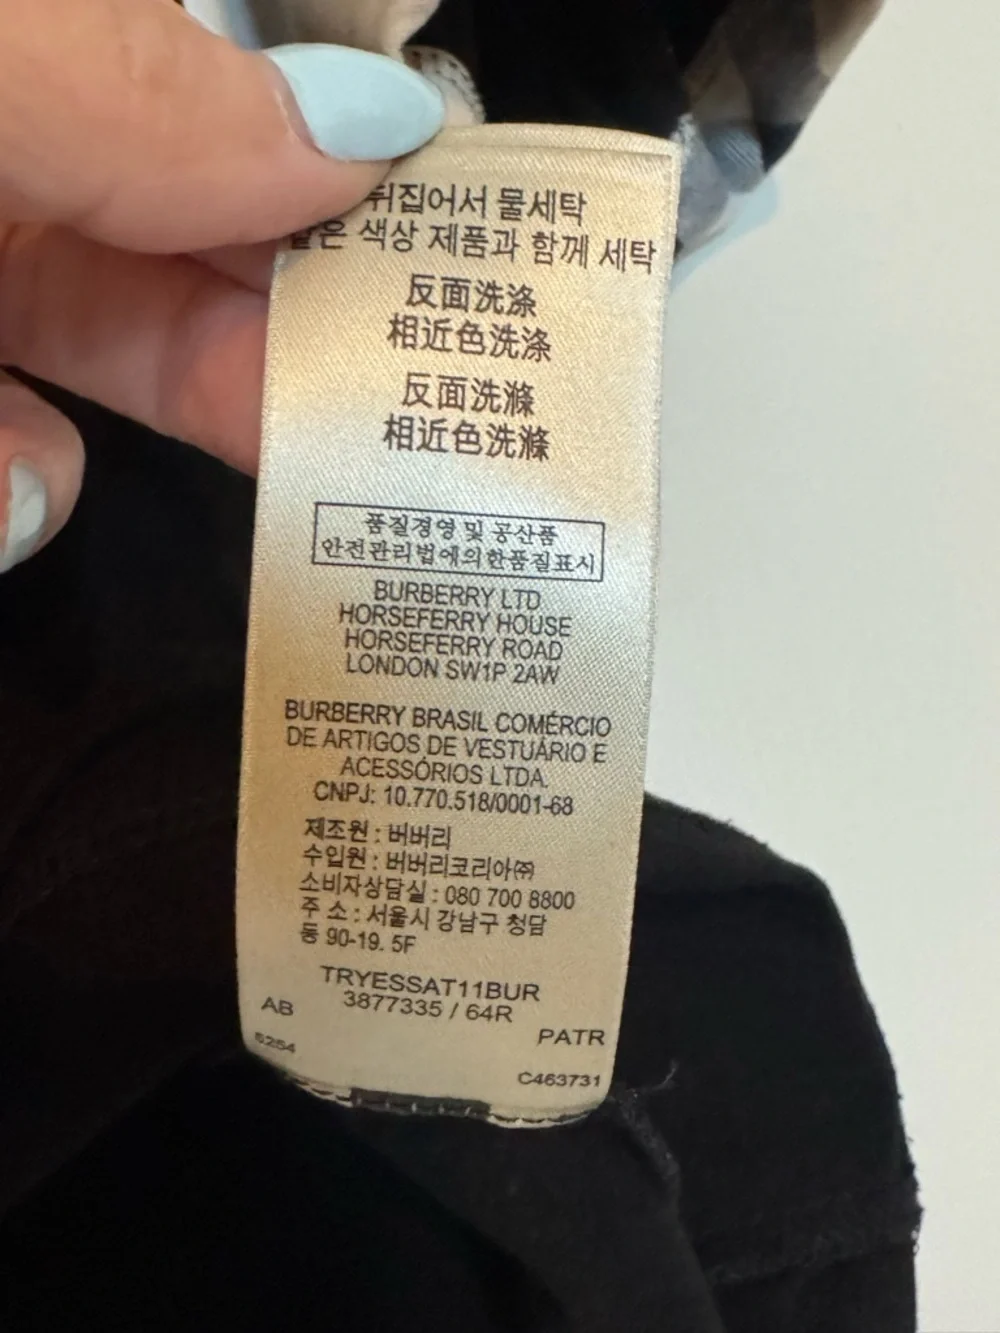 뒤집어서 물세탁
같은 색상 제품과 함께 세탁
反面洗涤
相近色洗涤
反面洗滌
相近色洗滌
품질경영 및 공산품
안전관리법에의한품질표시
BURBERRY LTD
HORSEFERRY HOUSE
HORSEFERRY ROAD
LONDON SW1P 2AW
BURBERRY BRASIL COMÉRCIO
DE ARTIGOS DE VESTUÁRIO E
ACESSÓRIOS LTDA.
CNPJ: 10.770.518/0001-68
제조원 : 버버리
수입원 : 버버리코리아㈜
소비자상담실 : 080 700 8800
주 소 : 서울시 강남구 청담
동 90-19. 5F
TRYESSAT11BUR
3877335 / 64R
AB
PATR
5254
C463731